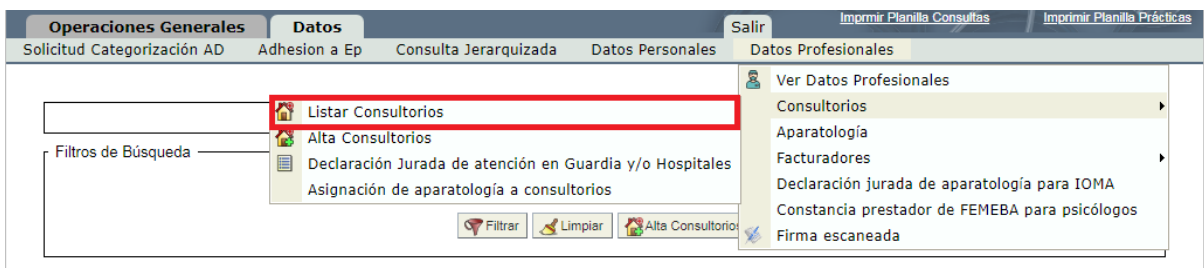 Operaciones Generales Datos Salir Imprmir Planilla Consultas Imprimir Planilla Prácticas
Solicitud Categorización AD Adhesion a Ep Consulta Jerarquizada Datos Personales Datos Profesionales
Ver Datos Profesionales
Consultorios
Aparatología
Facturadores
Declaración jurada de aparatología para IOMA
Constancia prestador de FEMEBA para psicólogos
Firma escaneada
Listar Consultorios
Alta Consultorios
Declaración Jurada de atención en Guardia y/o Hospitales
Asignación de aparatología a consultorios
Filtros de Búsqueda
Filtrar Limpiar Alta Consultorio